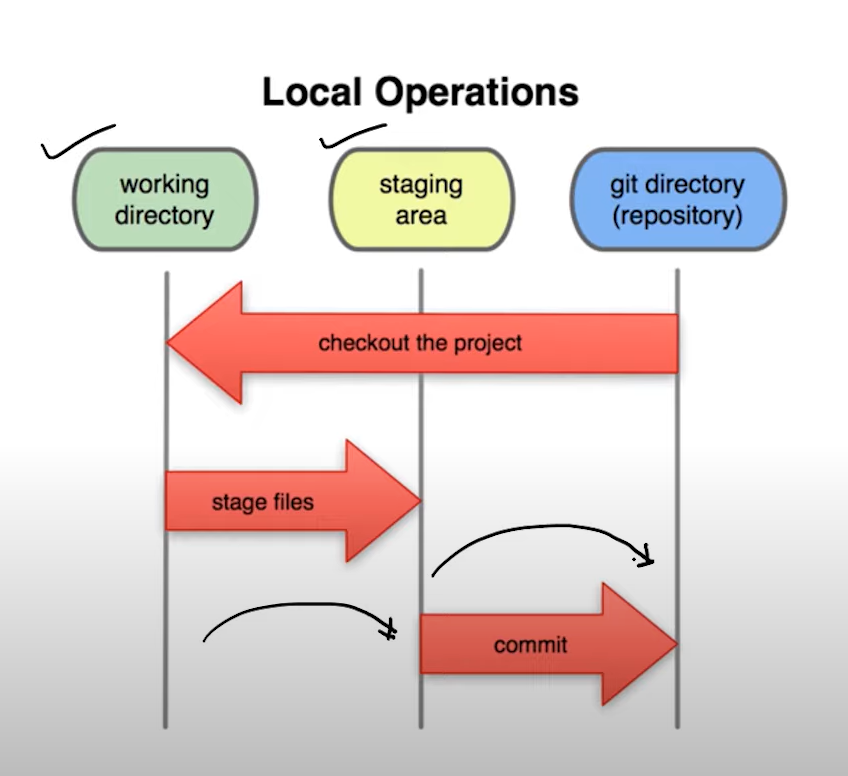 Local Operations
working
directory
staging
area
git directory
(repository)
checkout the project
stage files
commit